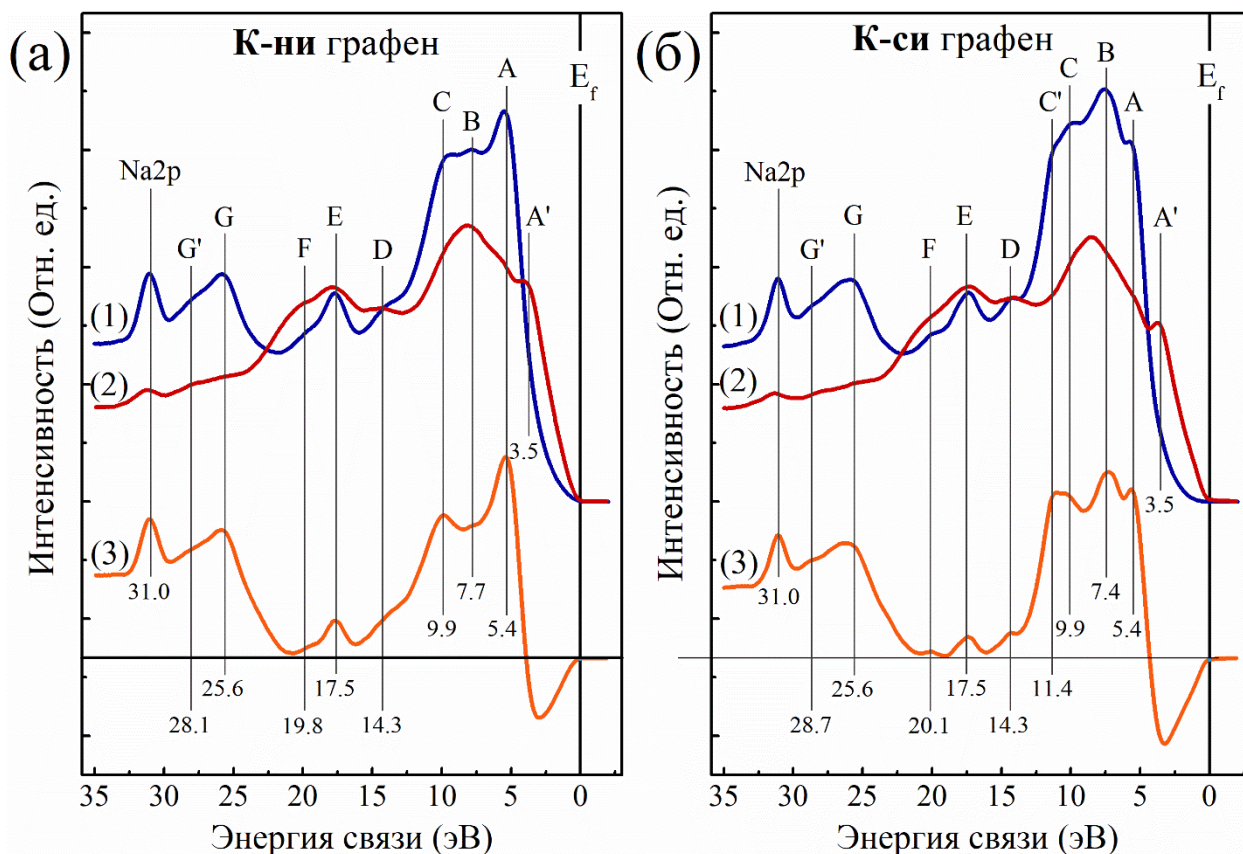 (а)
К-ни графен
E_f
A
C
B
A'
Na2p
G'
G
F
E
D
(1)
(2)
(3)
3.5
31.0
7.7
9.9
5.4
25.6
17.5
28.1
19.8
14.3
35 30 25 20 15 10 5 0
Энергия связи (эВ)
Интенсивность (Отн. ед.)
(б)
К-си графен
E_f
B
C
C'
A
A'
Na2p
G'
G
F
E
D
(1)
(2)
(3)
3.5
31.0
7.4
9.9
5.4
25.6
17.5
11.4
28.7
20.1
14.3
35 30 25 20 15 10 5 0
Энергия связи (эВ)
Интенсивность (Отн. ед.)